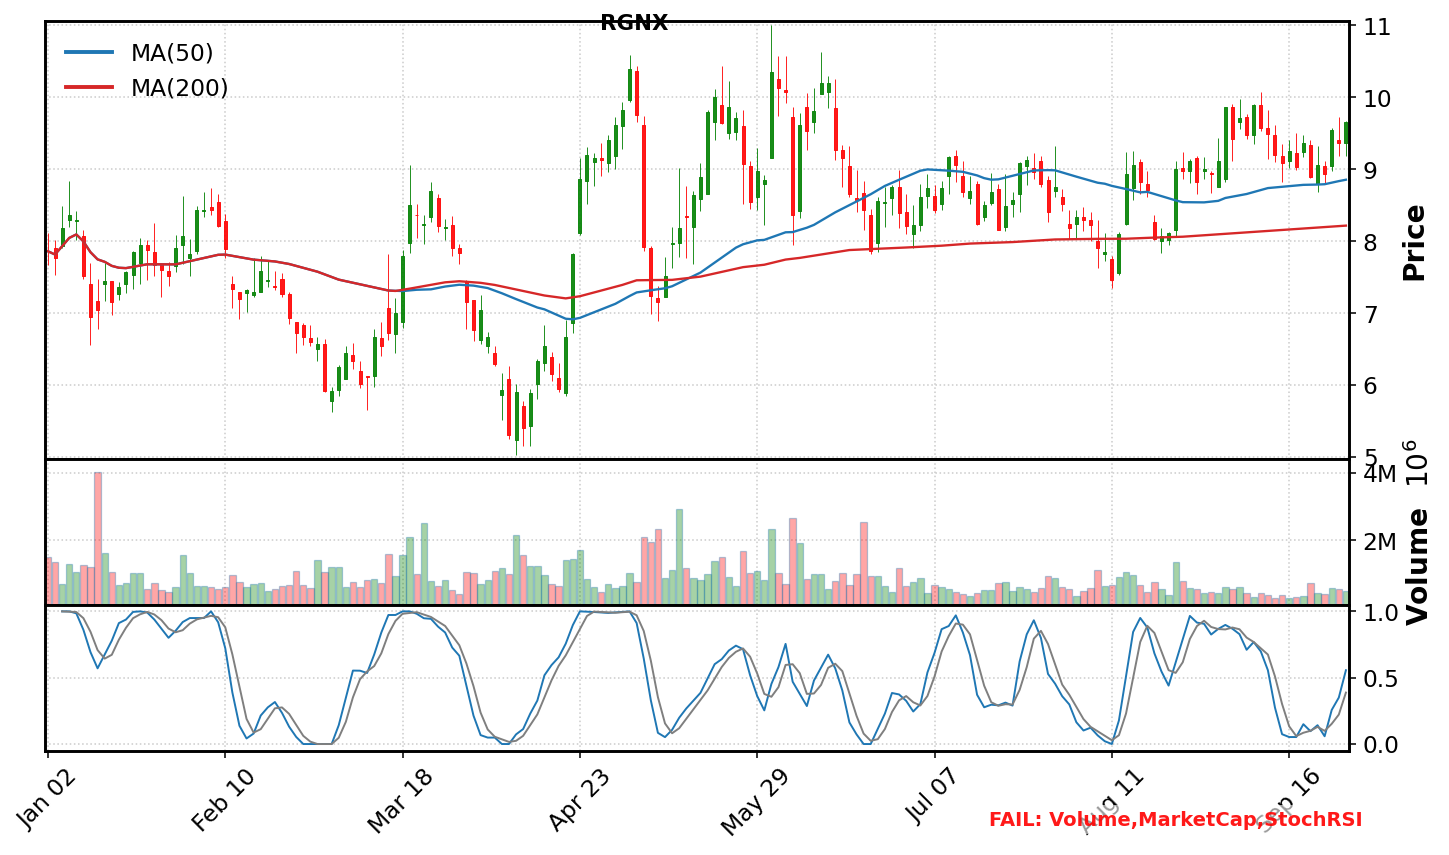 RGNX
MA(50)
MA(200)
11
10
9
8
7
6
5
Price
4M
2M
Volume 10^6
1.0
0.5
0.0
Jan 02
Feb 10
Mar 18
Apr 23
May 29
Jul 07
Aug 11
Sep 16
FAIL: Volume,MarketCap,StochRSI